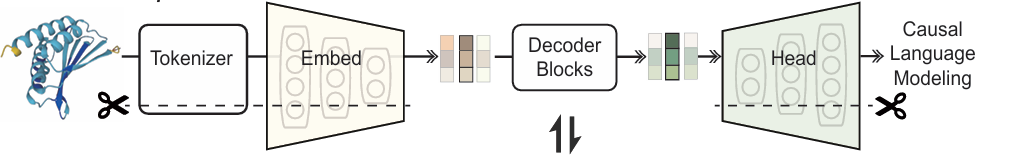 Tokenizer
Embed
Decoder
Blocks
Head
Causal
Language
Modeling